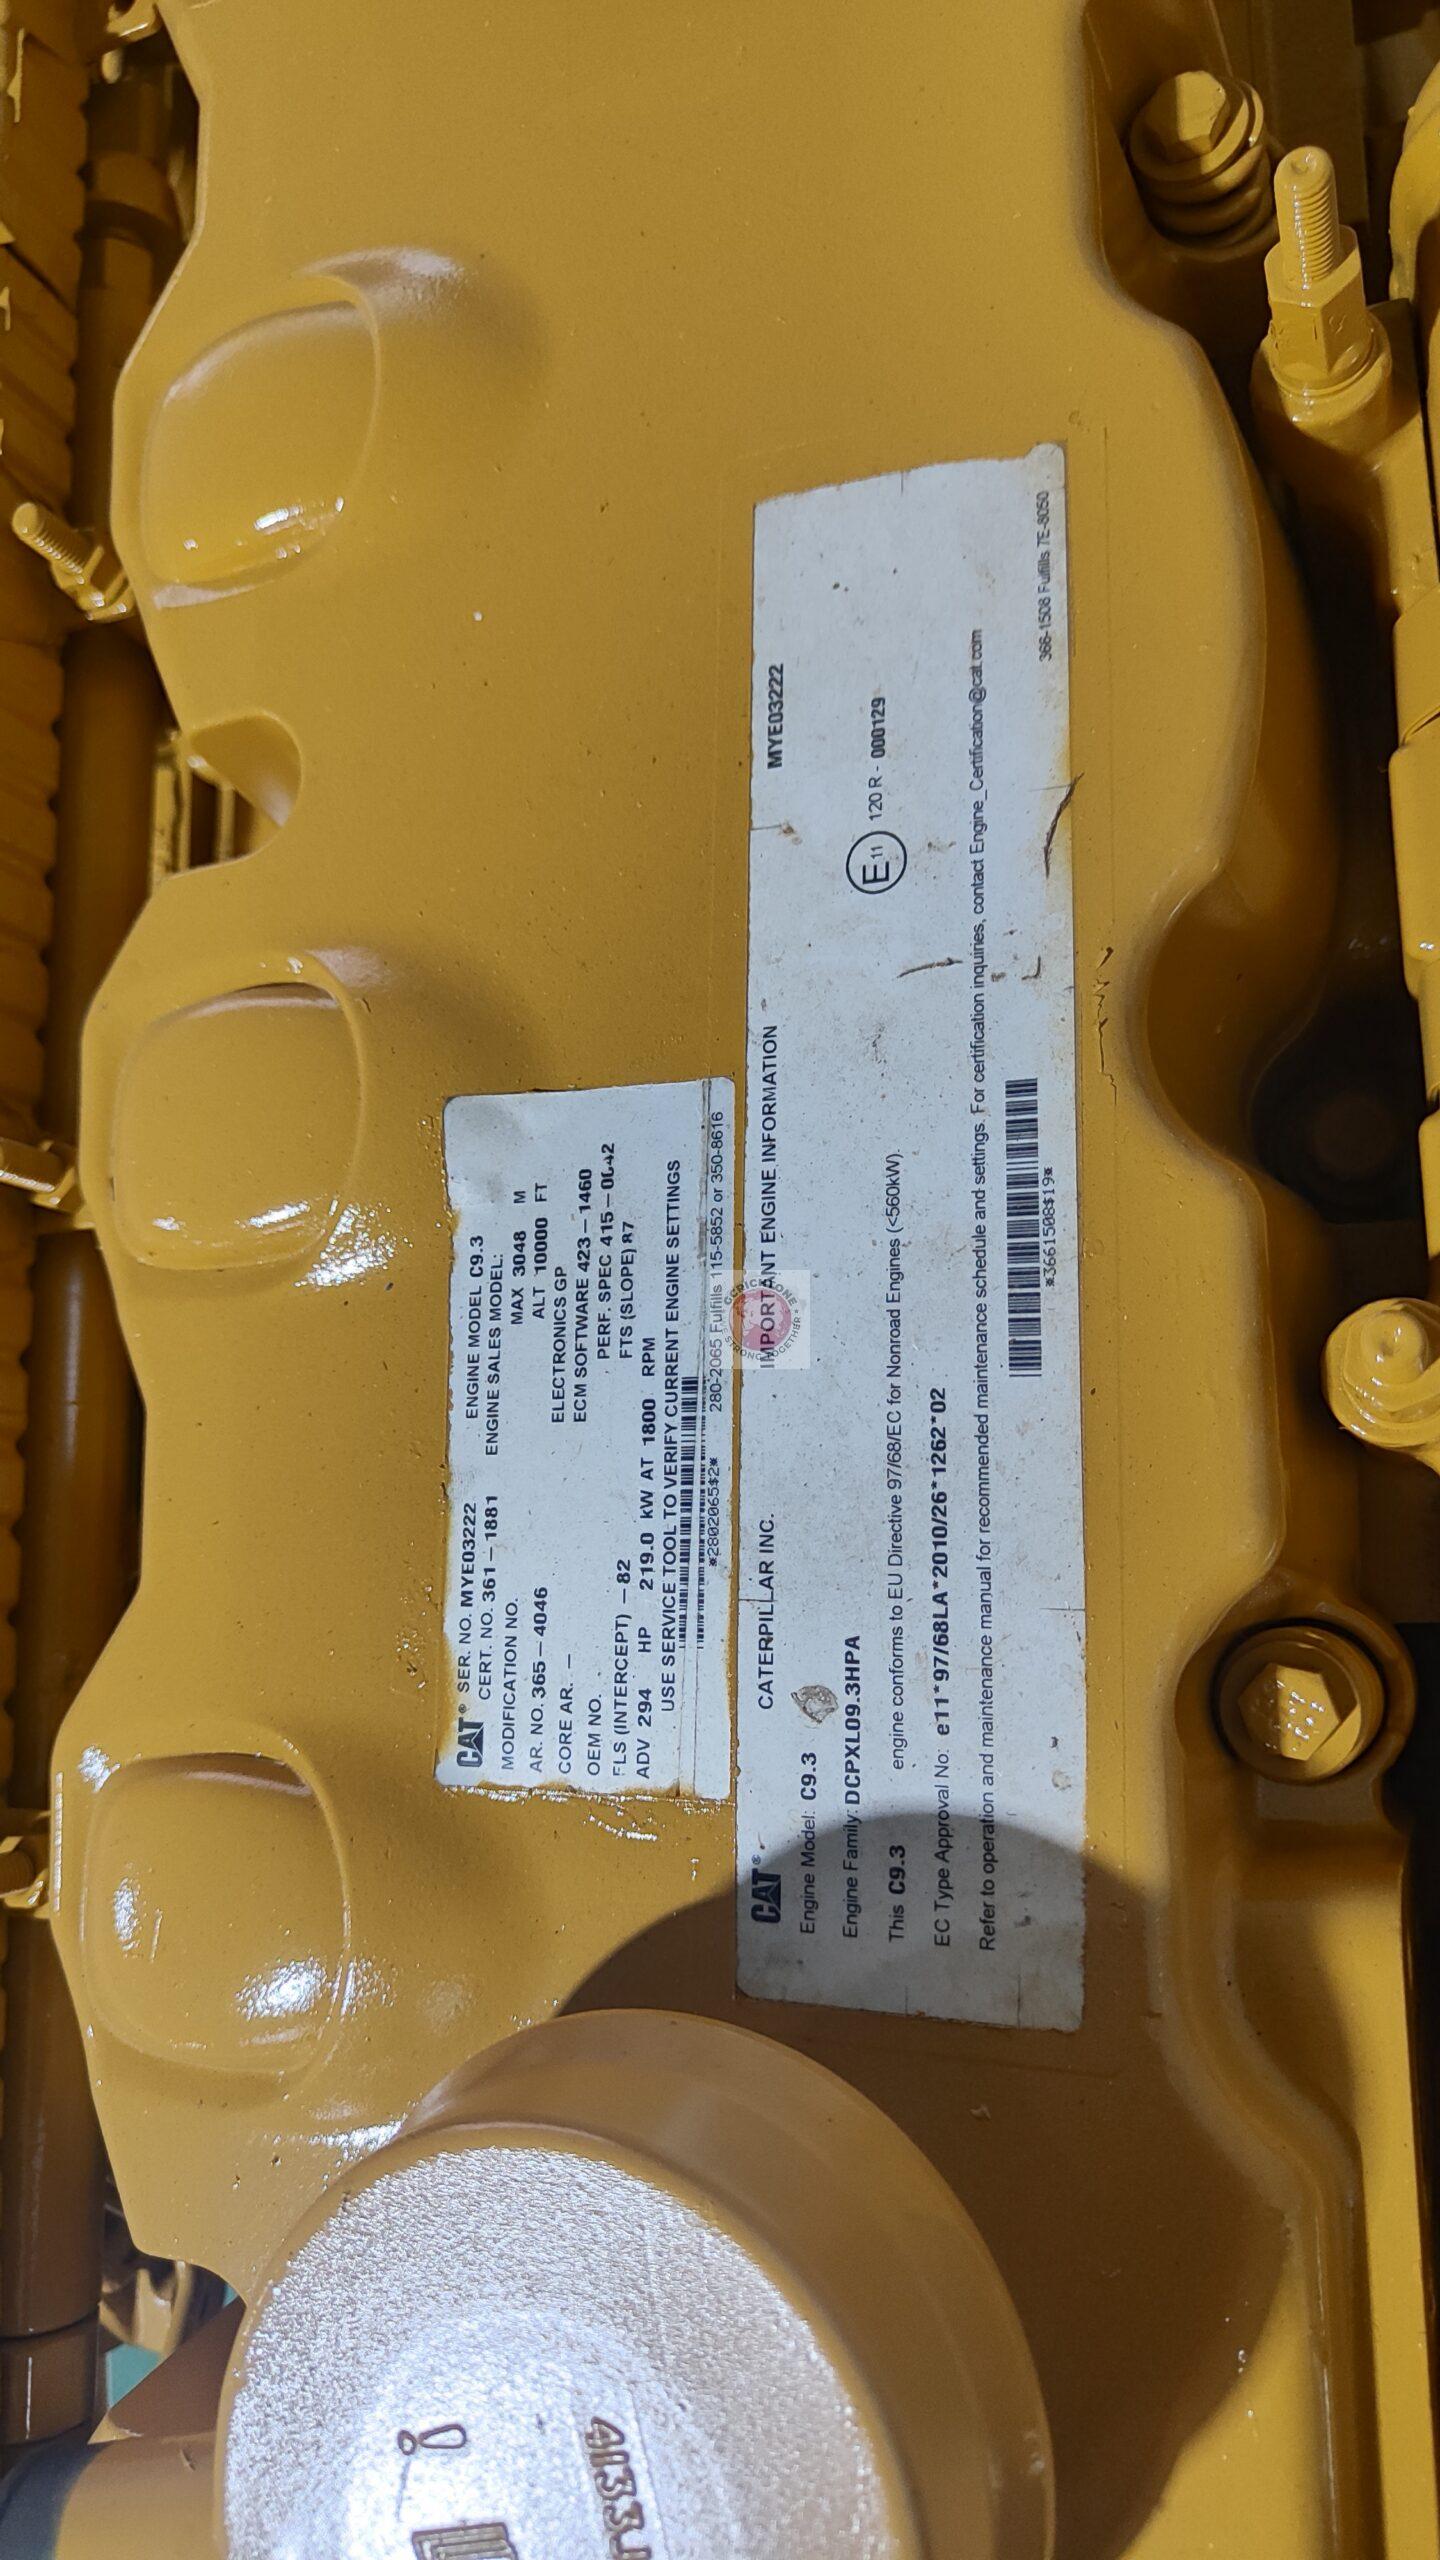 CAT® SER. NO. MYE03222 ENGINE MODEL C9.3
CERT. NO. 361-1881 ENGINE SALES MODEL:
MODIFICATION NO. MAX 3048 M
AR. NO. 365-4046 ALT 10000 FT
CORE AR. - ELECTRONICS GP
ECM SOFTWARE 423-1460
OEM NO. PERF. SPEC 415-
FLS (INTERCEPT) -82 FTS (SLOPE) 87
ADV 294 HP 219.0 kW AT 1800 RPM
USE SERVICE TOOL TO VERIFY CURRENT ENGINE SETTINGS
*2802065$2* 280-2065 Fulfills 115-5852 or 350-8616
CAT® CATERPILLAR INC. IMPORTANT ENGINE INFORMATION MYE03222
Engine Model: C9.3
Engine Family: DCPXL09.3HPA E 11 120 R - 000129
This C9.3 engine conforms to EU Directive 97/68/EC for Nonroad Engines (<560kW).
EC Type Approval No: e11*97/68LA*2010/26*1262*02
Refer to operation and maintenance manual for recommended maintenance schedule and settings. For certification inquiries, contact Engine_Certification@cat.com
*3661508$19* 366-1508 Fulfills 7E-8050
STRONG TOGETHER